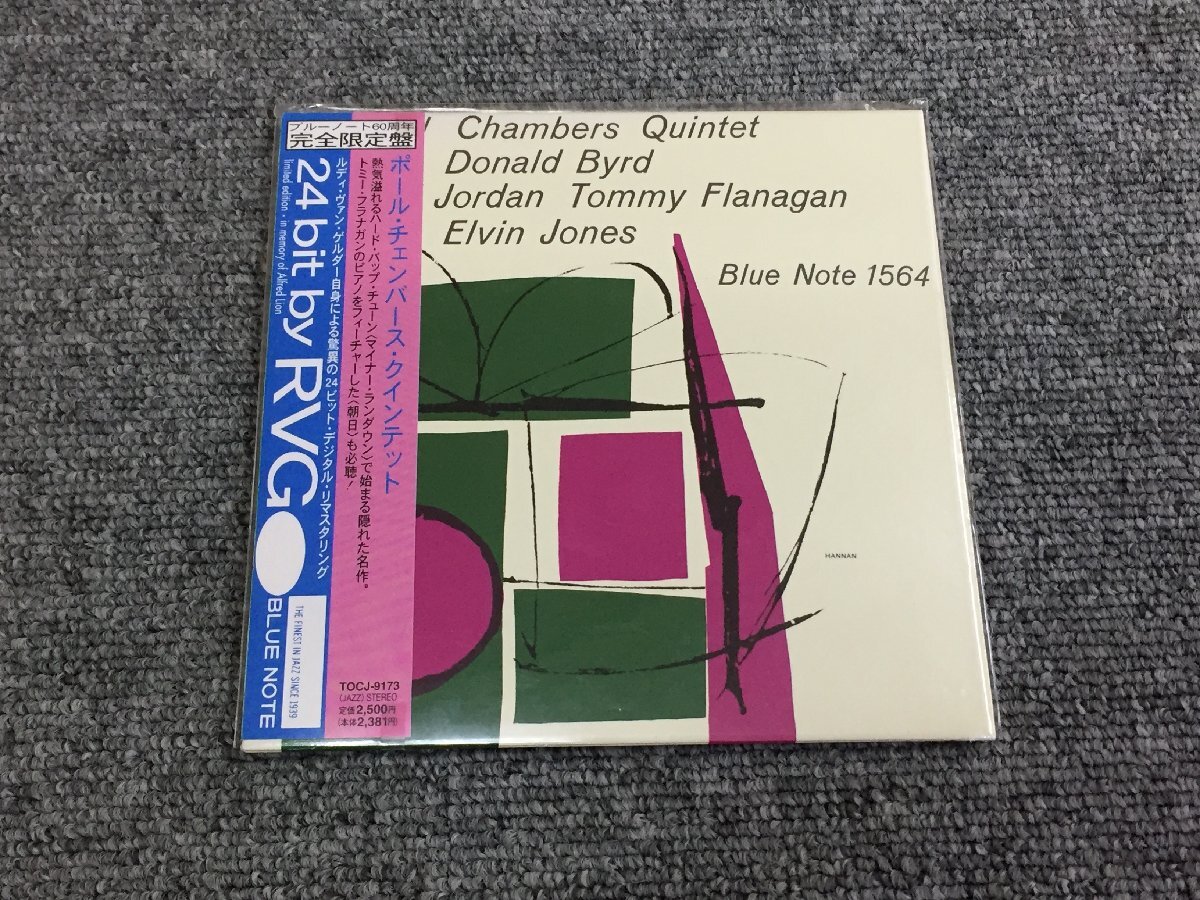 ブルーノート60周年
完全限定盤
24 bit by RVG
limited edition・in memory of Alfred Lion
ルディ・ヴァン・ゲルダー自身による驚異の24ビット・デジタル・リマスタリング
BLUE NOTE
THE FINEST IN JAZZ SINCE 1939
ポール・チェンバース・クインテット
熱気溢れるハード・バップ・チューン〈マイナー・ランダウン〉で始まる隠れた名作。
トミー・フラナガンのピアノをフィーチャーした〈朝日〉も必聴!
TOCJ-9173
(JAZZ) STEREO
定価2,500円
(本体2,381円)
Chambers Quintet
Donald Byrd
Jordan Tommy Flanagan
Elvin Jones
Blue Note 1564
HANNAN